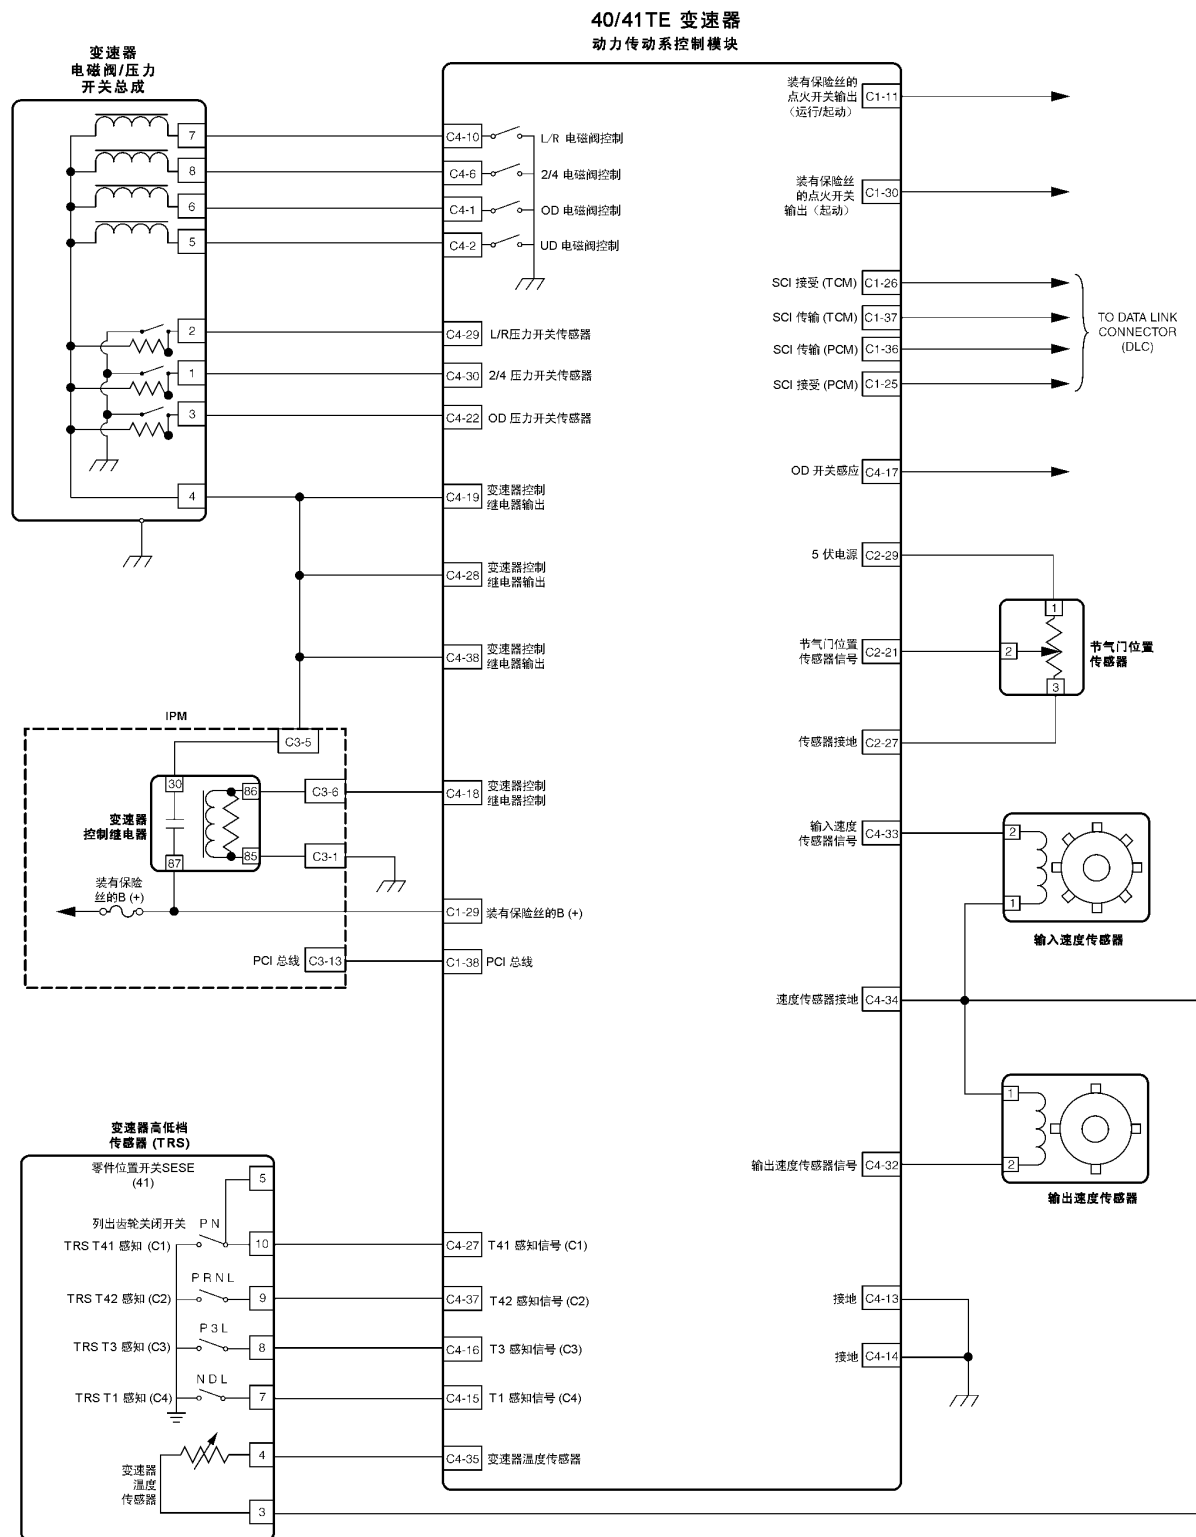 40/41TE 变速器
动力传动系控制模块
变速器
电磁阀/压力
开关总成
7
8
6
5
2
1
3
4
C4-10
L/R 电磁阀控制
C4-6
2/4 电磁阀控制
C4-1
OD 电磁阀控制
C4-2
UD 电磁阀控制
C4-29
L/R压力开关传感器
C4-30
2/4 压力开关传感器
C4-22
OD 压力开关传感器
C4-19
变速器控制
继电器输出
C4-28
变速器控制
继电器输出
C4-38
变速器控制
继电器输出
IPM
C3-5
30
86
C3-6
C4-18
变速器控制
继电器控制
变速器
控制继电器
87
85
C3-1
装有保险
丝的B (+)
C1-29
装有保险丝的B (+)
PCI 总线
C3-13
C1-38
PCI 总线
变速器高低档
传感器 (TRS)
零件位置开关SESE
(41)
5
列出齿轮关闭开关
PN
TRS T41 感知 (C1)
10
C4-27
T41 感知信号 (C1)
PRNL
TRS T42 感知 (C2)
9
C4-37
T42 感知信号 (C2)
P3L
TRS T3 感知 (C3)
8
C4-16
T3 感知信号 (C3)
NDL
TRS T1 感知 (C4)
7
C4-15
T1 感知信号 (C4)
4
C4-35
变速器温度传感器
变速器
温度
传感器
3
装有保险丝的
点火开关输出
（运行/起动）
C1-11
装有保险丝
的点火开关
输出（起动）
C1-30
SCI 接受 (TCM)
C1-26
SCI 传输 (TCM)
C1-37
SCI 传输 (PCM)
C1-36
SCI 接受 (PCM)
C1-25
TO DATA LINK
CONNECTOR
(DLC)
OD 开关感应
C4-17
5 伏电源
C2-29
1
节气门位置
传感器信号
C2-21
2
3
节气门位置
传感器
传感器接地
C2-27
输入速度
传感器信号
C4-33
2
1
输入速度传感器
速度传感器接地
C4-34
1
2
输出速度传感器信号
C4-32
输出速度传感器
接地
C4-13
接地
C4-14